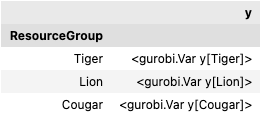 y
ResourceGroup
Tiger <gurobi.Var y[Tiger]>
Lion <gurobi.Var y[Lion]>
Cougar <gurobi.Var y[Cougar]>